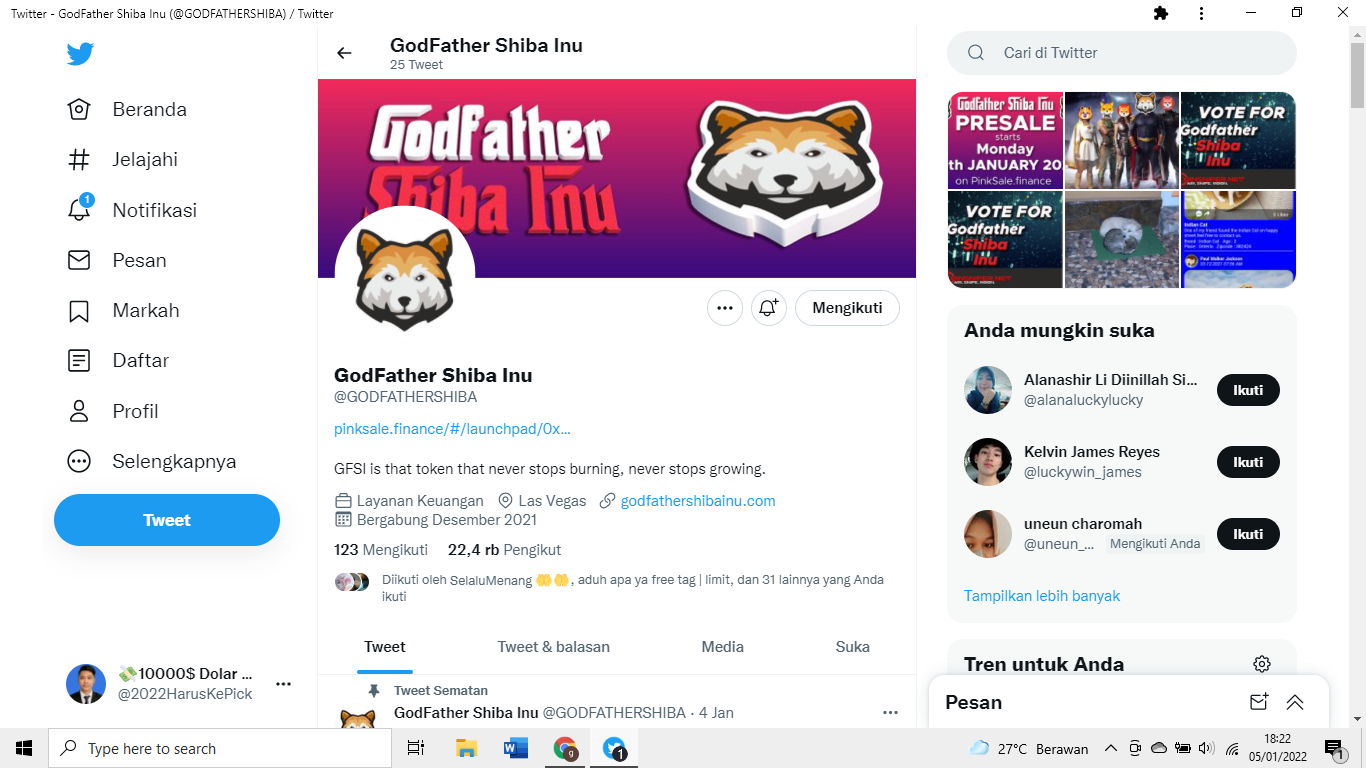 Twitter - GodFather Shiba Inu (@GODFATHERSHIBA) / Twitter
GodFather Shiba Inu
25 Tweet
Cari di Twitter
Beranda
Jelajahi
1
Notifikasi
Pesan
Markah
Daftar
Profil
Selengkapnya
Tweet
💸10000$ Dolar ...
@2022HarusKePick
GodFather
Shiba Inu
Mengikuti
GodFather Shiba Inu
@GODFATHERSHIBA
pinksale.finance/#/launchpad/0x...
GFSI is that token that never stops burning, never stops growing.
Layanan Keuangan Las Vegas godfathershibainu.com
Bergabung Desember 2021
123 Mengikuti 22,4 rb Pengikut
Diikuti oleh SelaluMenang 🤲🤲, aduh apa ya free tag | limit, dan 31 lainnya yang Anda
ikuti
Tweet Tweet & balasan Media Suka
Tweet Sematan
GodFather Shiba Inu @GODFATHERSHIBA · 4 Jan
Godfather Shiba Inu
PRESALE
starts
Monday
th JANUARY 20
on PinkSale.finance
VOTE FOR
Godfather
Shiba
Inu
VOTE FOR
Godfather
Shiba
Inu
Indian Cat
Anda mungkin suka
Alanashir Li Diinillah Si...
@alanaluckylucky
Ikuti
Kelvin James Reyes
@luckywin_james
Ikuti
uneun charomah
@uneun_... Mengikuti Anda
Ikuti
Tampilkan lebih banyak
Tren untuk Anda
Pesan
Type here to search
1
27°C Berawan
18:22
05/01/2022
1